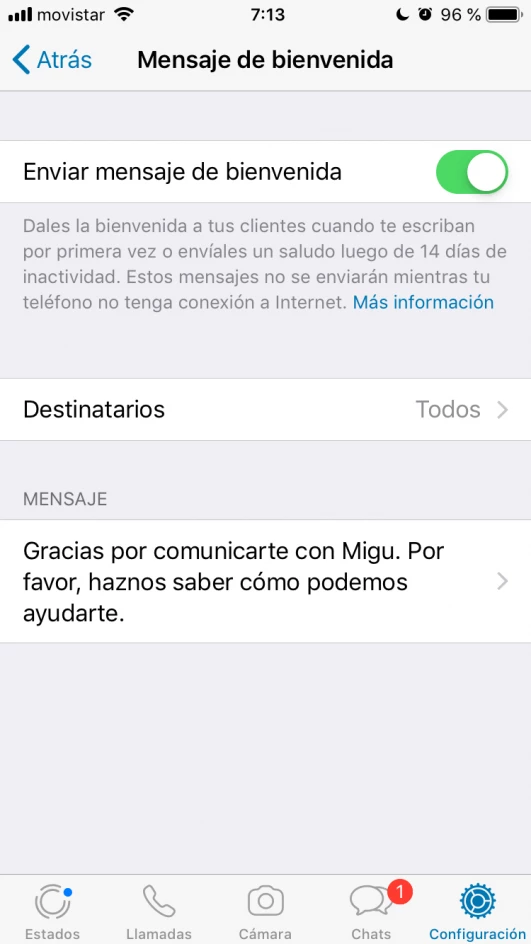 movistar 7:13 96 %
Atrás Mensaje de bienvenida
Enviar mensaje de bienvenida
Dales la bienvenida a tus clientes cuando te escriban
por primera vez o envíales un saludo luego de 14 días de
inactividad. Estos mensajes no se enviarán mientras tu
teléfono no tenga conexión a Internet. Más información
Destinatarios Todos
MENSAJE
Gracias por comunicarte con Migu. Por
favor, haznos saber cómo podemos
ayudarte.
1
Estados Llamadas Cámara Chats Configuración